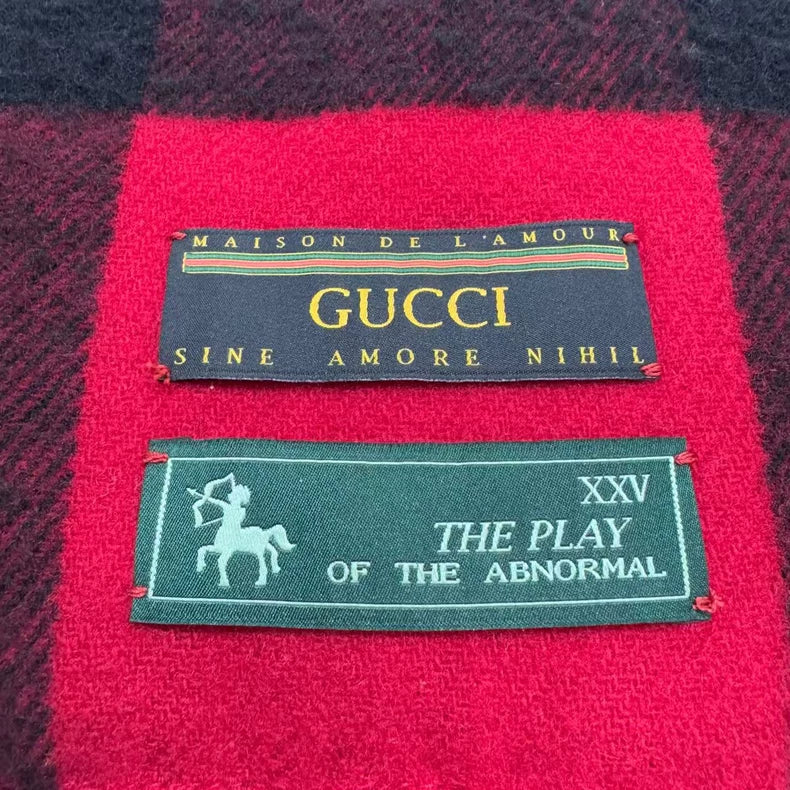 MAISON DE L'AMOUR
GUCCI
SINE AMORE NIHIL
XXV
THE PLAY
OF THE ABNORMAL